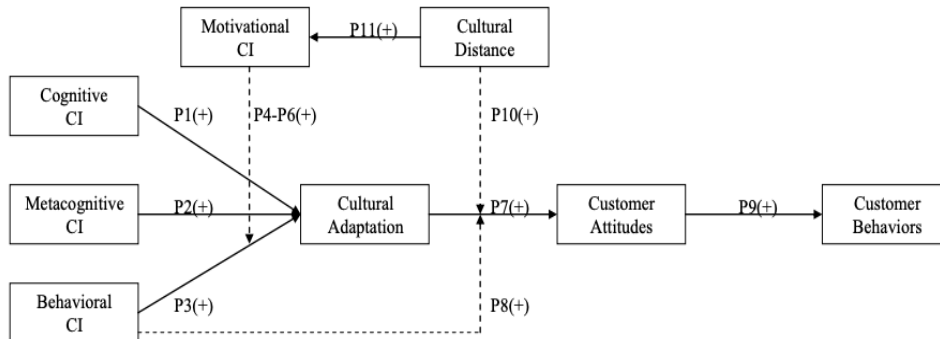 Motivational
CI
P11(+)
Cultural
Distance
Cognitive
CI
P1(+)
P4-P6(+)
P10(+)
Metacognitive
CI
P2(+)
Cultural
Adaptation
P7(+)
Customer
Attitudes
P9(+)
Customer
Behaviors
Behavioral
CI
P3(+)
P8(+)